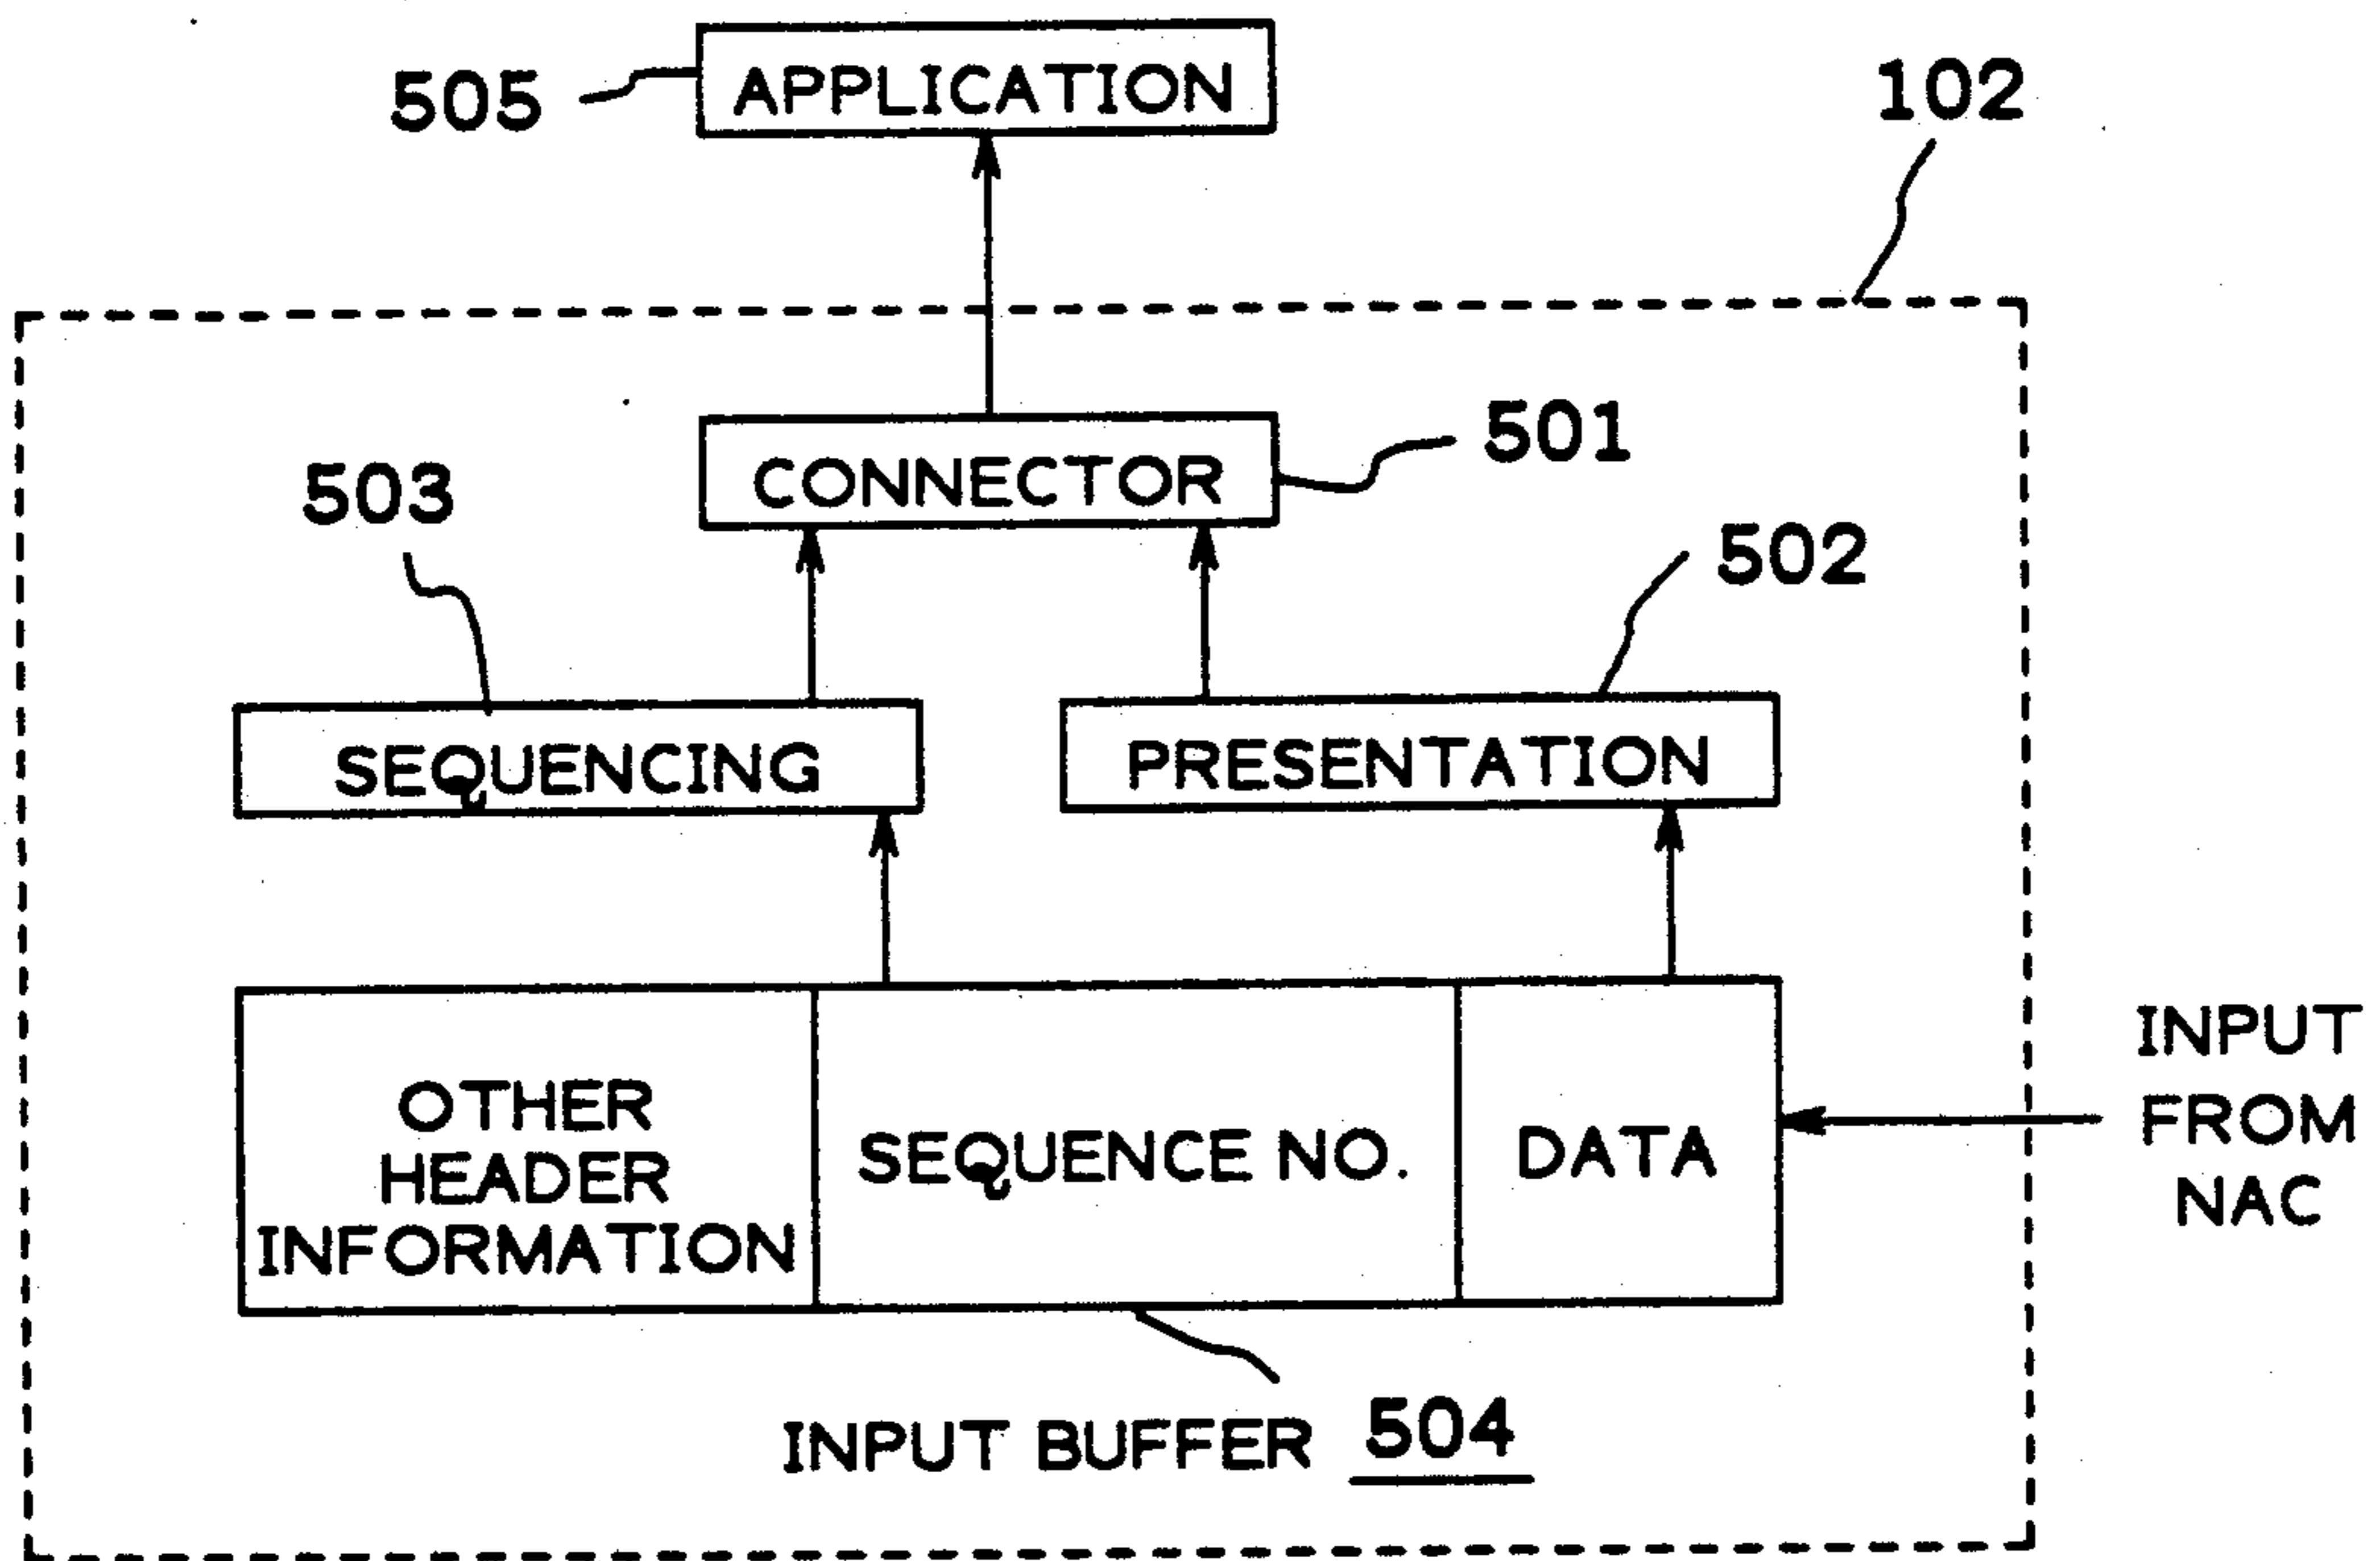 505
APPLICATION
102
CONNECTOR
501
503
502
SEQUENCING
PRESENTATION
OTHER
HEADER
INFORMATION
SEQUENCE NO.
DATA
INPUT
FROM
NAC
INPUT BUFFER 504